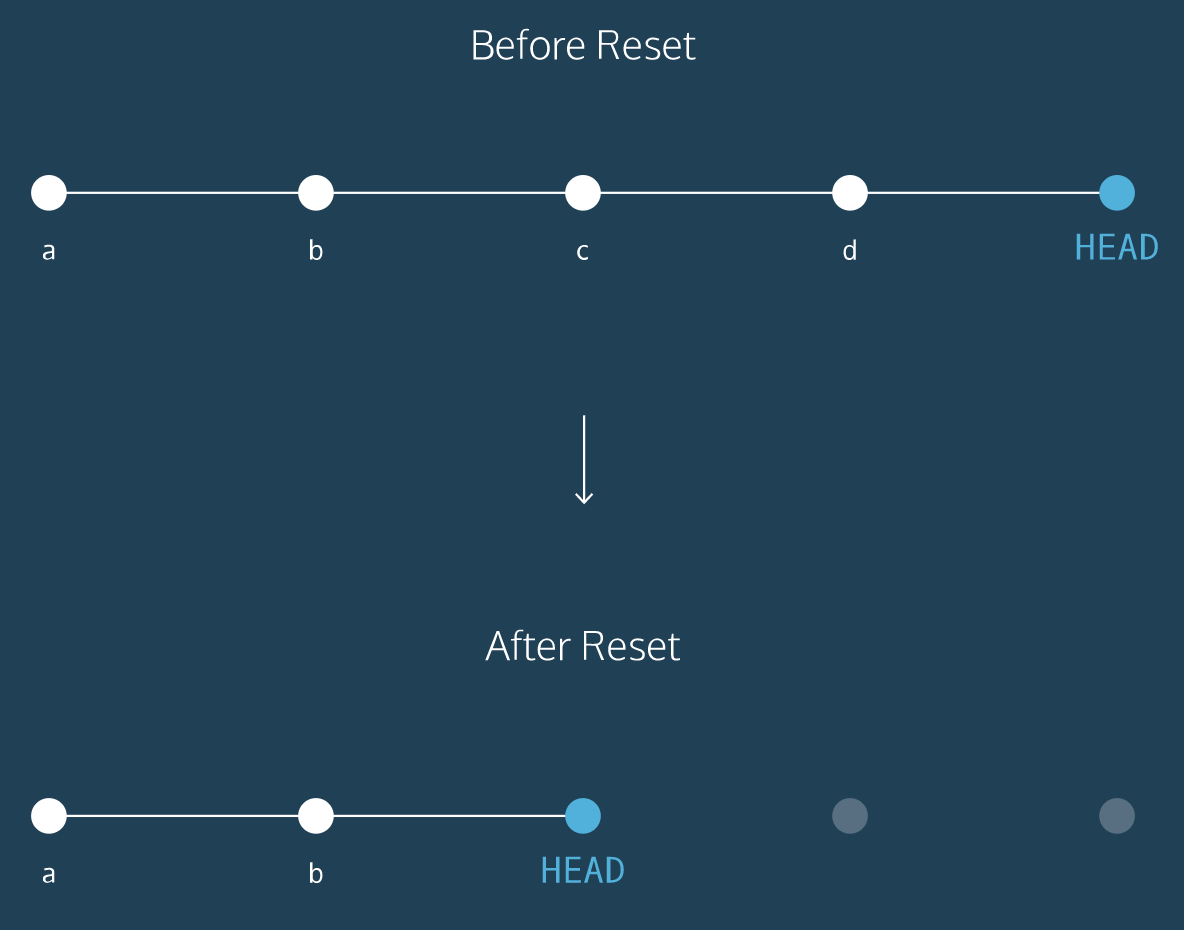 Before Reset
a b c d HEAD
After Reset
a b HEAD